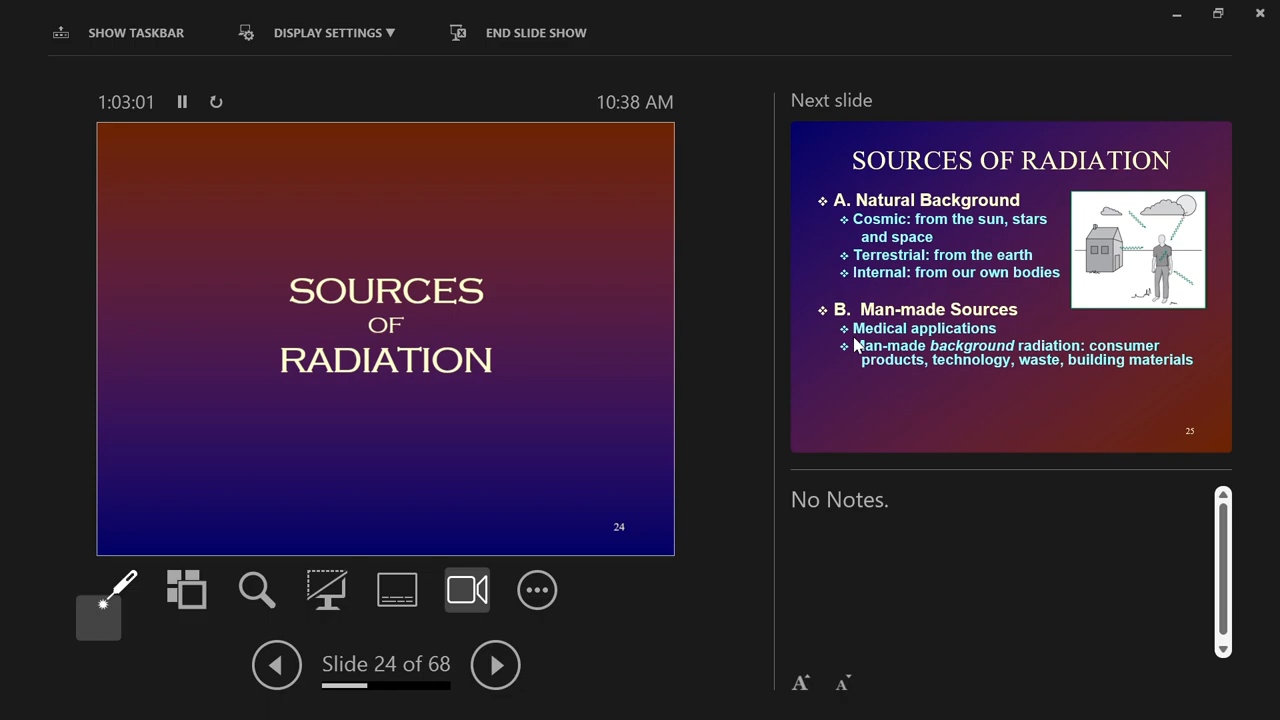 SHOW TASKBAR
DISPLAY SETTINGS ▼
END SLIDE SHOW
1:03:01
10:38 AM
SOURCES
OF
RADIATION
24
Next slide
SOURCES OF RADIATION
A. Natural Background
Cosmic: from the sun, stars
and space
Terrestrial: from the earth
Internal: from our own bodies
B. Man-made Sources
Medical applications
Man-made background radiation: consumer
products, technology, waste, building materials
25
No Notes.
Slide 24 of 68
A
A